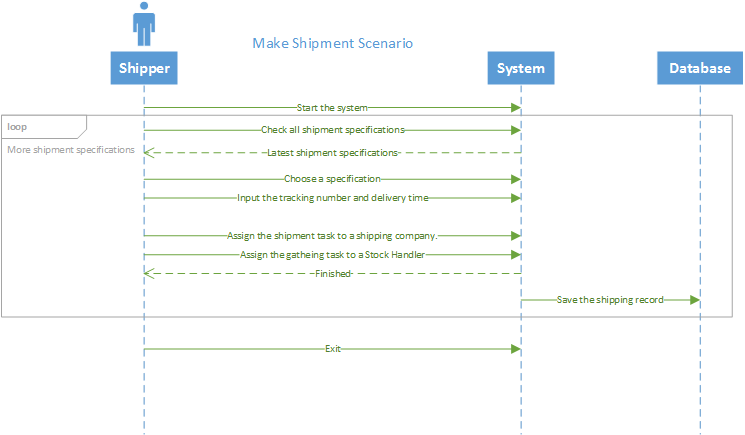 Make Shipment Scenario
Shipper
System
Database
Start the system
loop
Check all shipment specifications
More shipment specifications
Latest shipment specifications
Choose a specification
Input the tracking number and delivery time
Assign the shipment task to a shipping company.
Assign the gatheing task to a Stock Handler
Finished
Save the shipping record
Exit